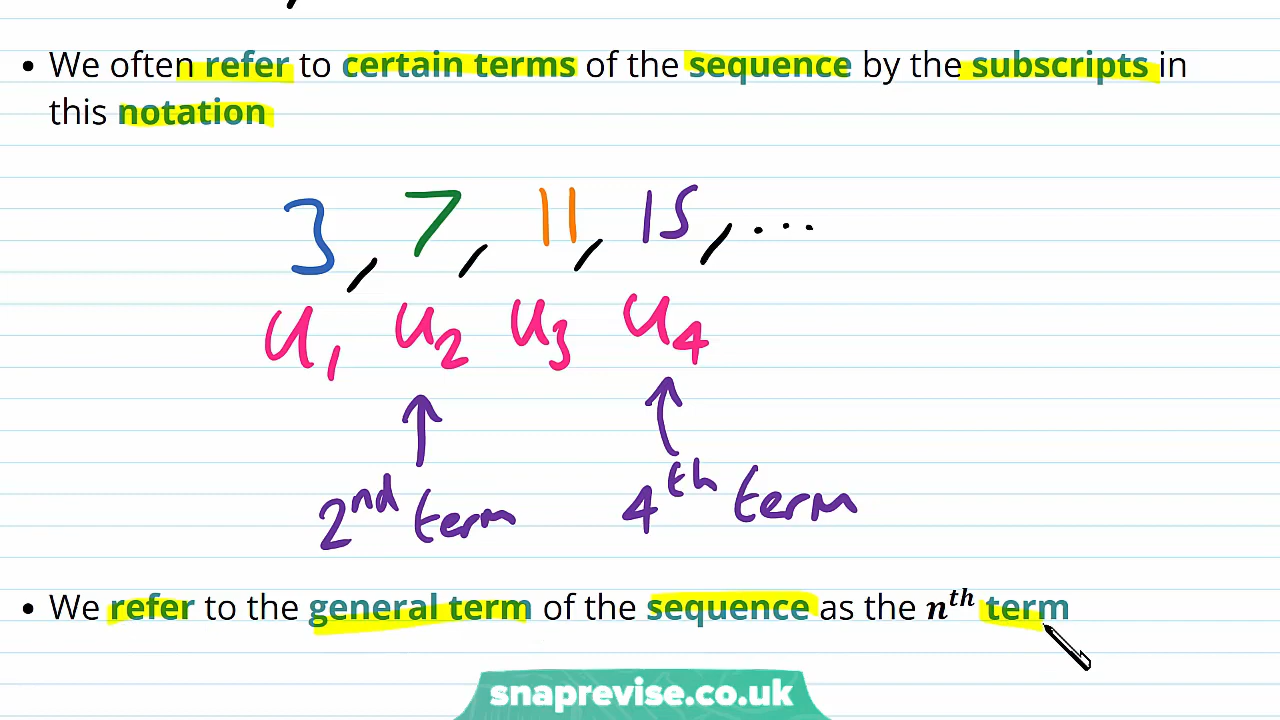 • We often refer to certain terms of the sequence by the subscripts in
this notation
3, 7, 11, 15, ...
u₁ u₂ u₃ u₄
2ⁿᵈ term 4ᵗʰ term
• We refer to the general term of the sequence as the nᵗʰ term
snaprevise.co.uk